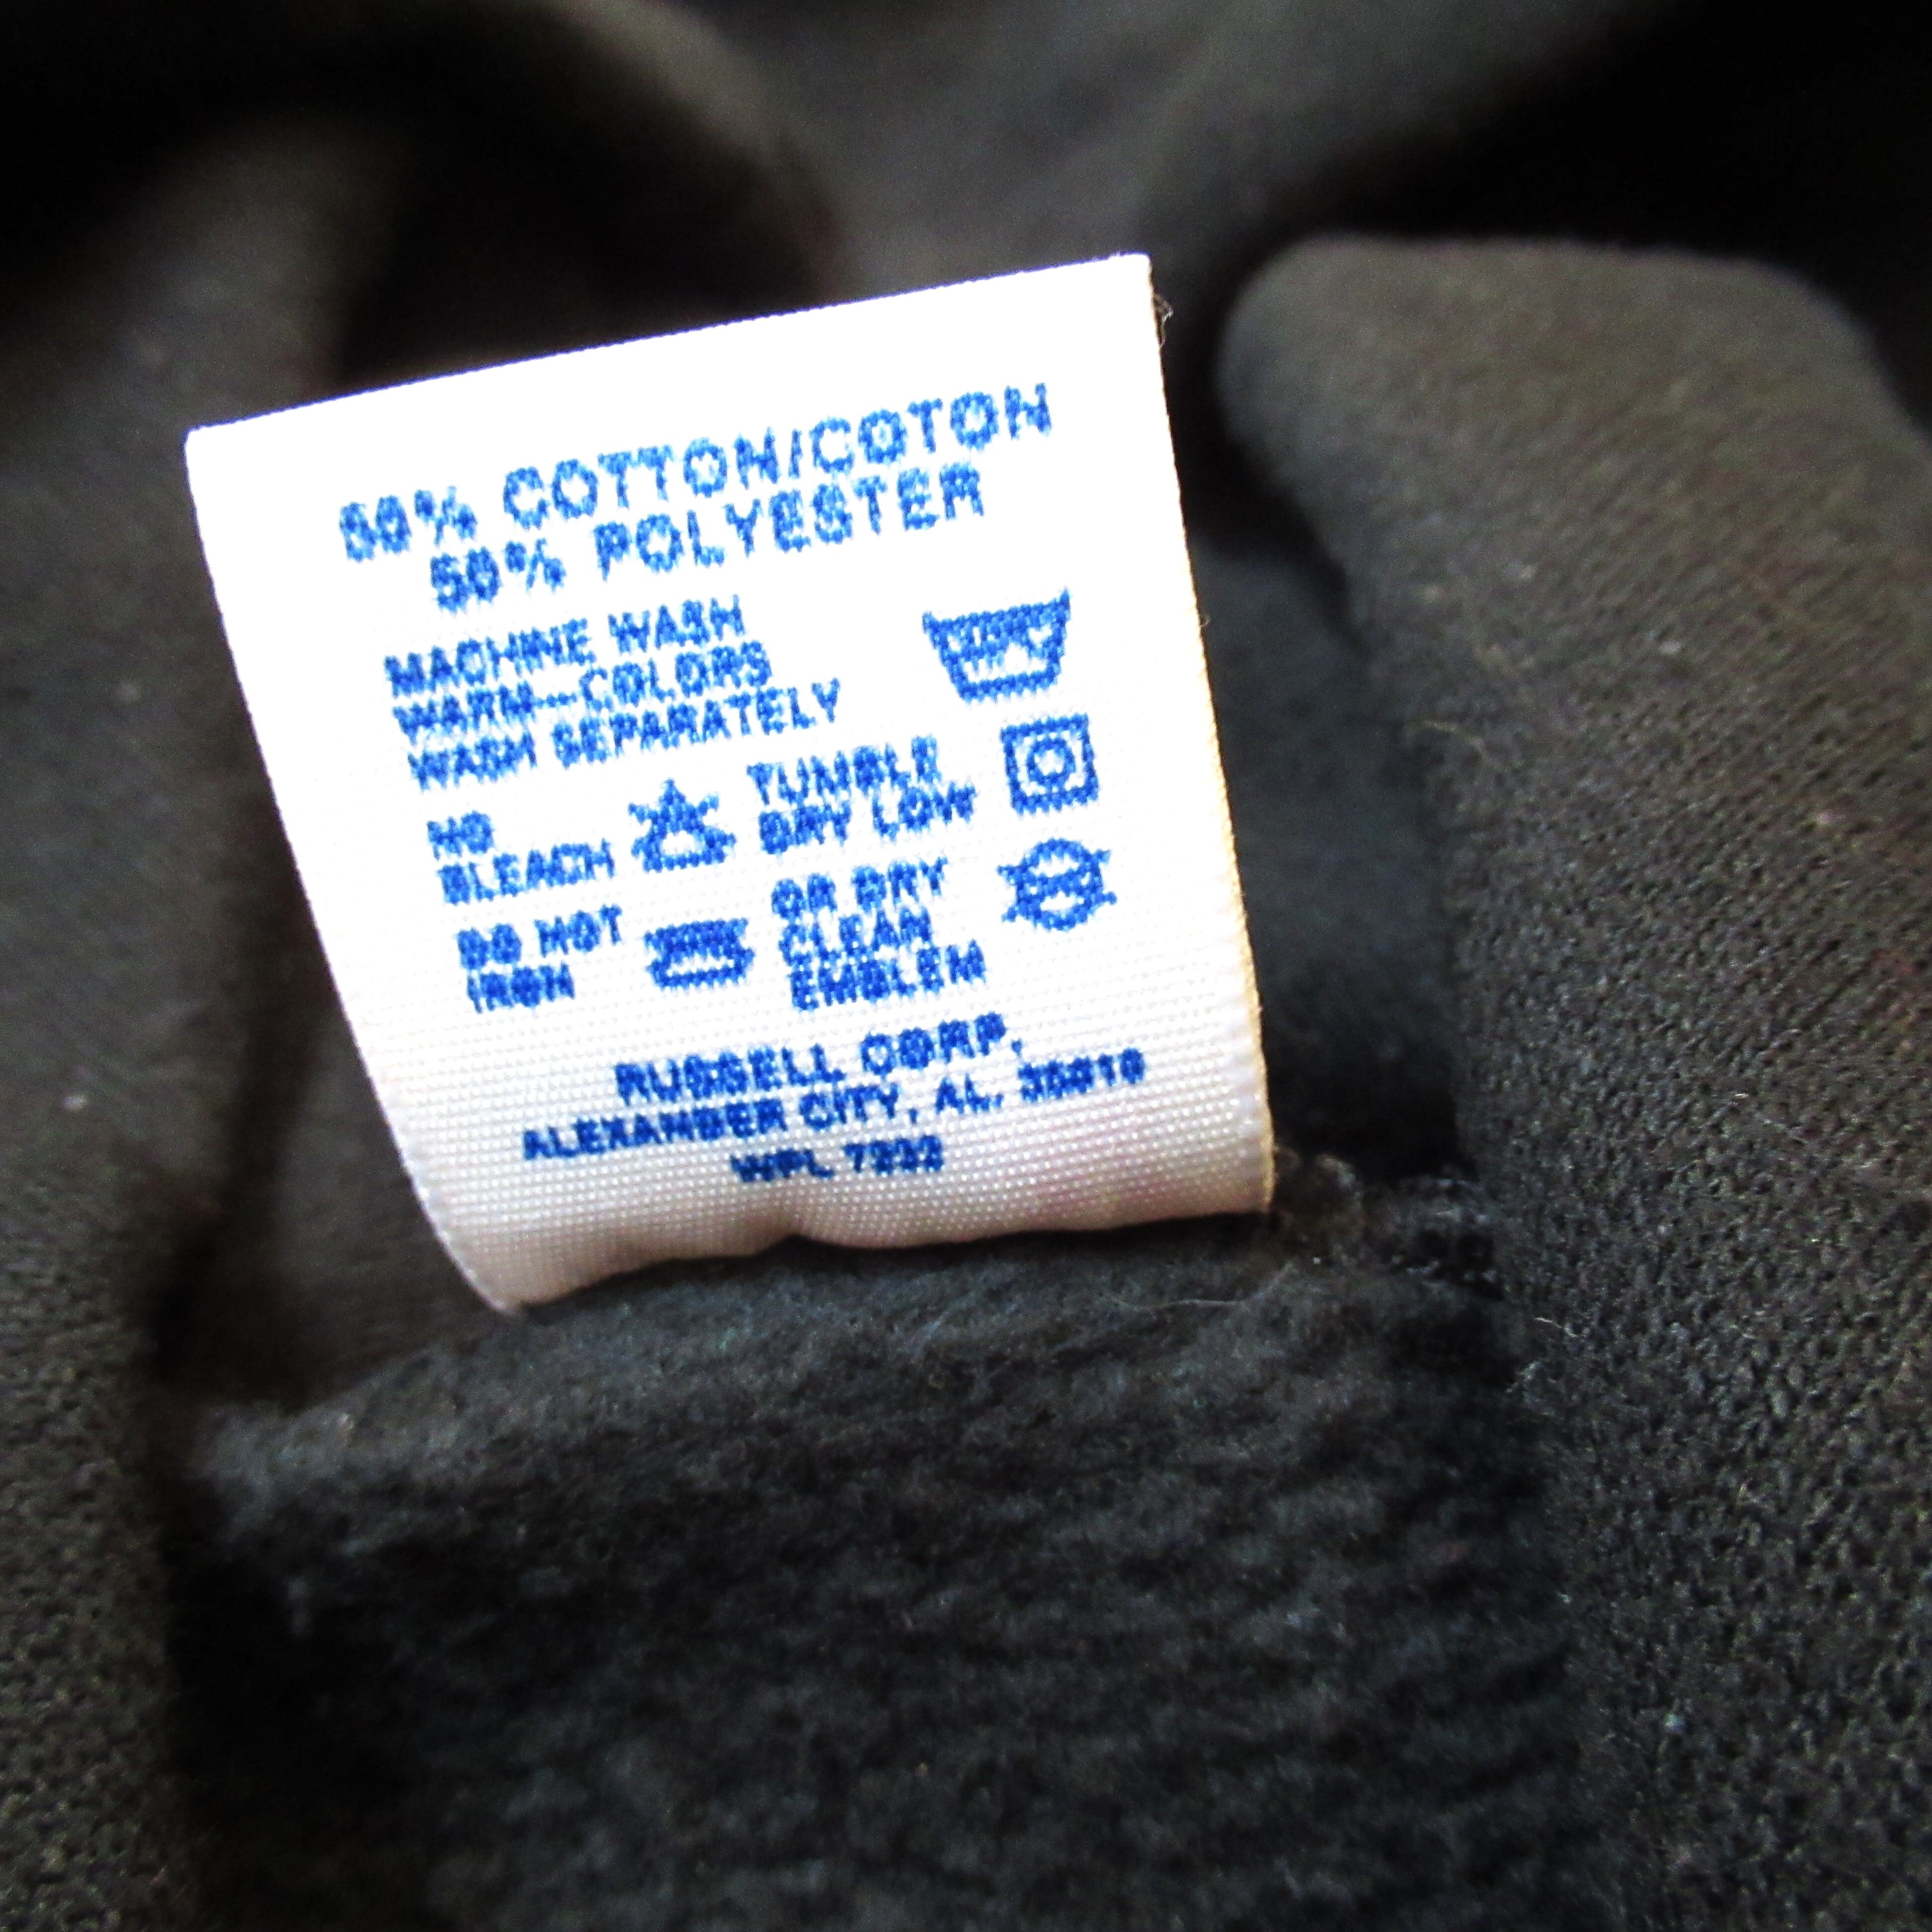 50% COTTON/COTON
50% POLYESTER
MACHINE WASH
WARM—COLORS
WASH SEPARATELY
NO
BLEACH
TUMBLE
DRY LOW
DO NOT
IRON
OR DRY
CLEAN
EMBLEM
RUSSELL CORP.
ALEXANDER CITY, AL. 35010
WPL 7232